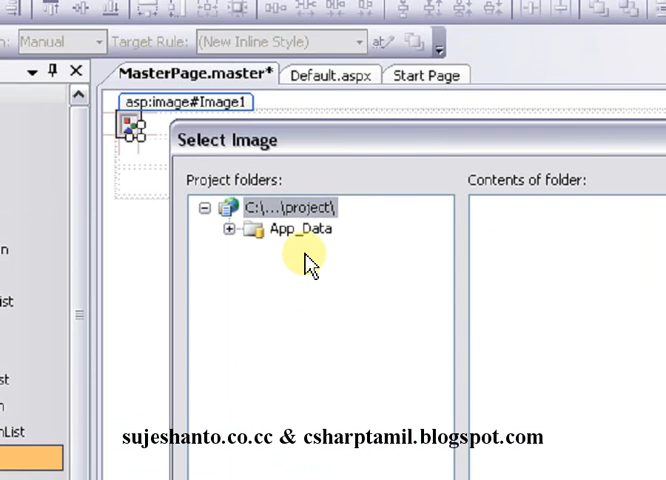 n: Manual Target Rule: (New Inline Style)
MasterPage.master* Default.aspx Start Page
asp:image#Image1
Select Image
Project folders: Contents of folder:
C:\...\project\
App_Data
n
ist
st
n
nList
sujeshanto.co.cc & csharptamil.blogspot.com